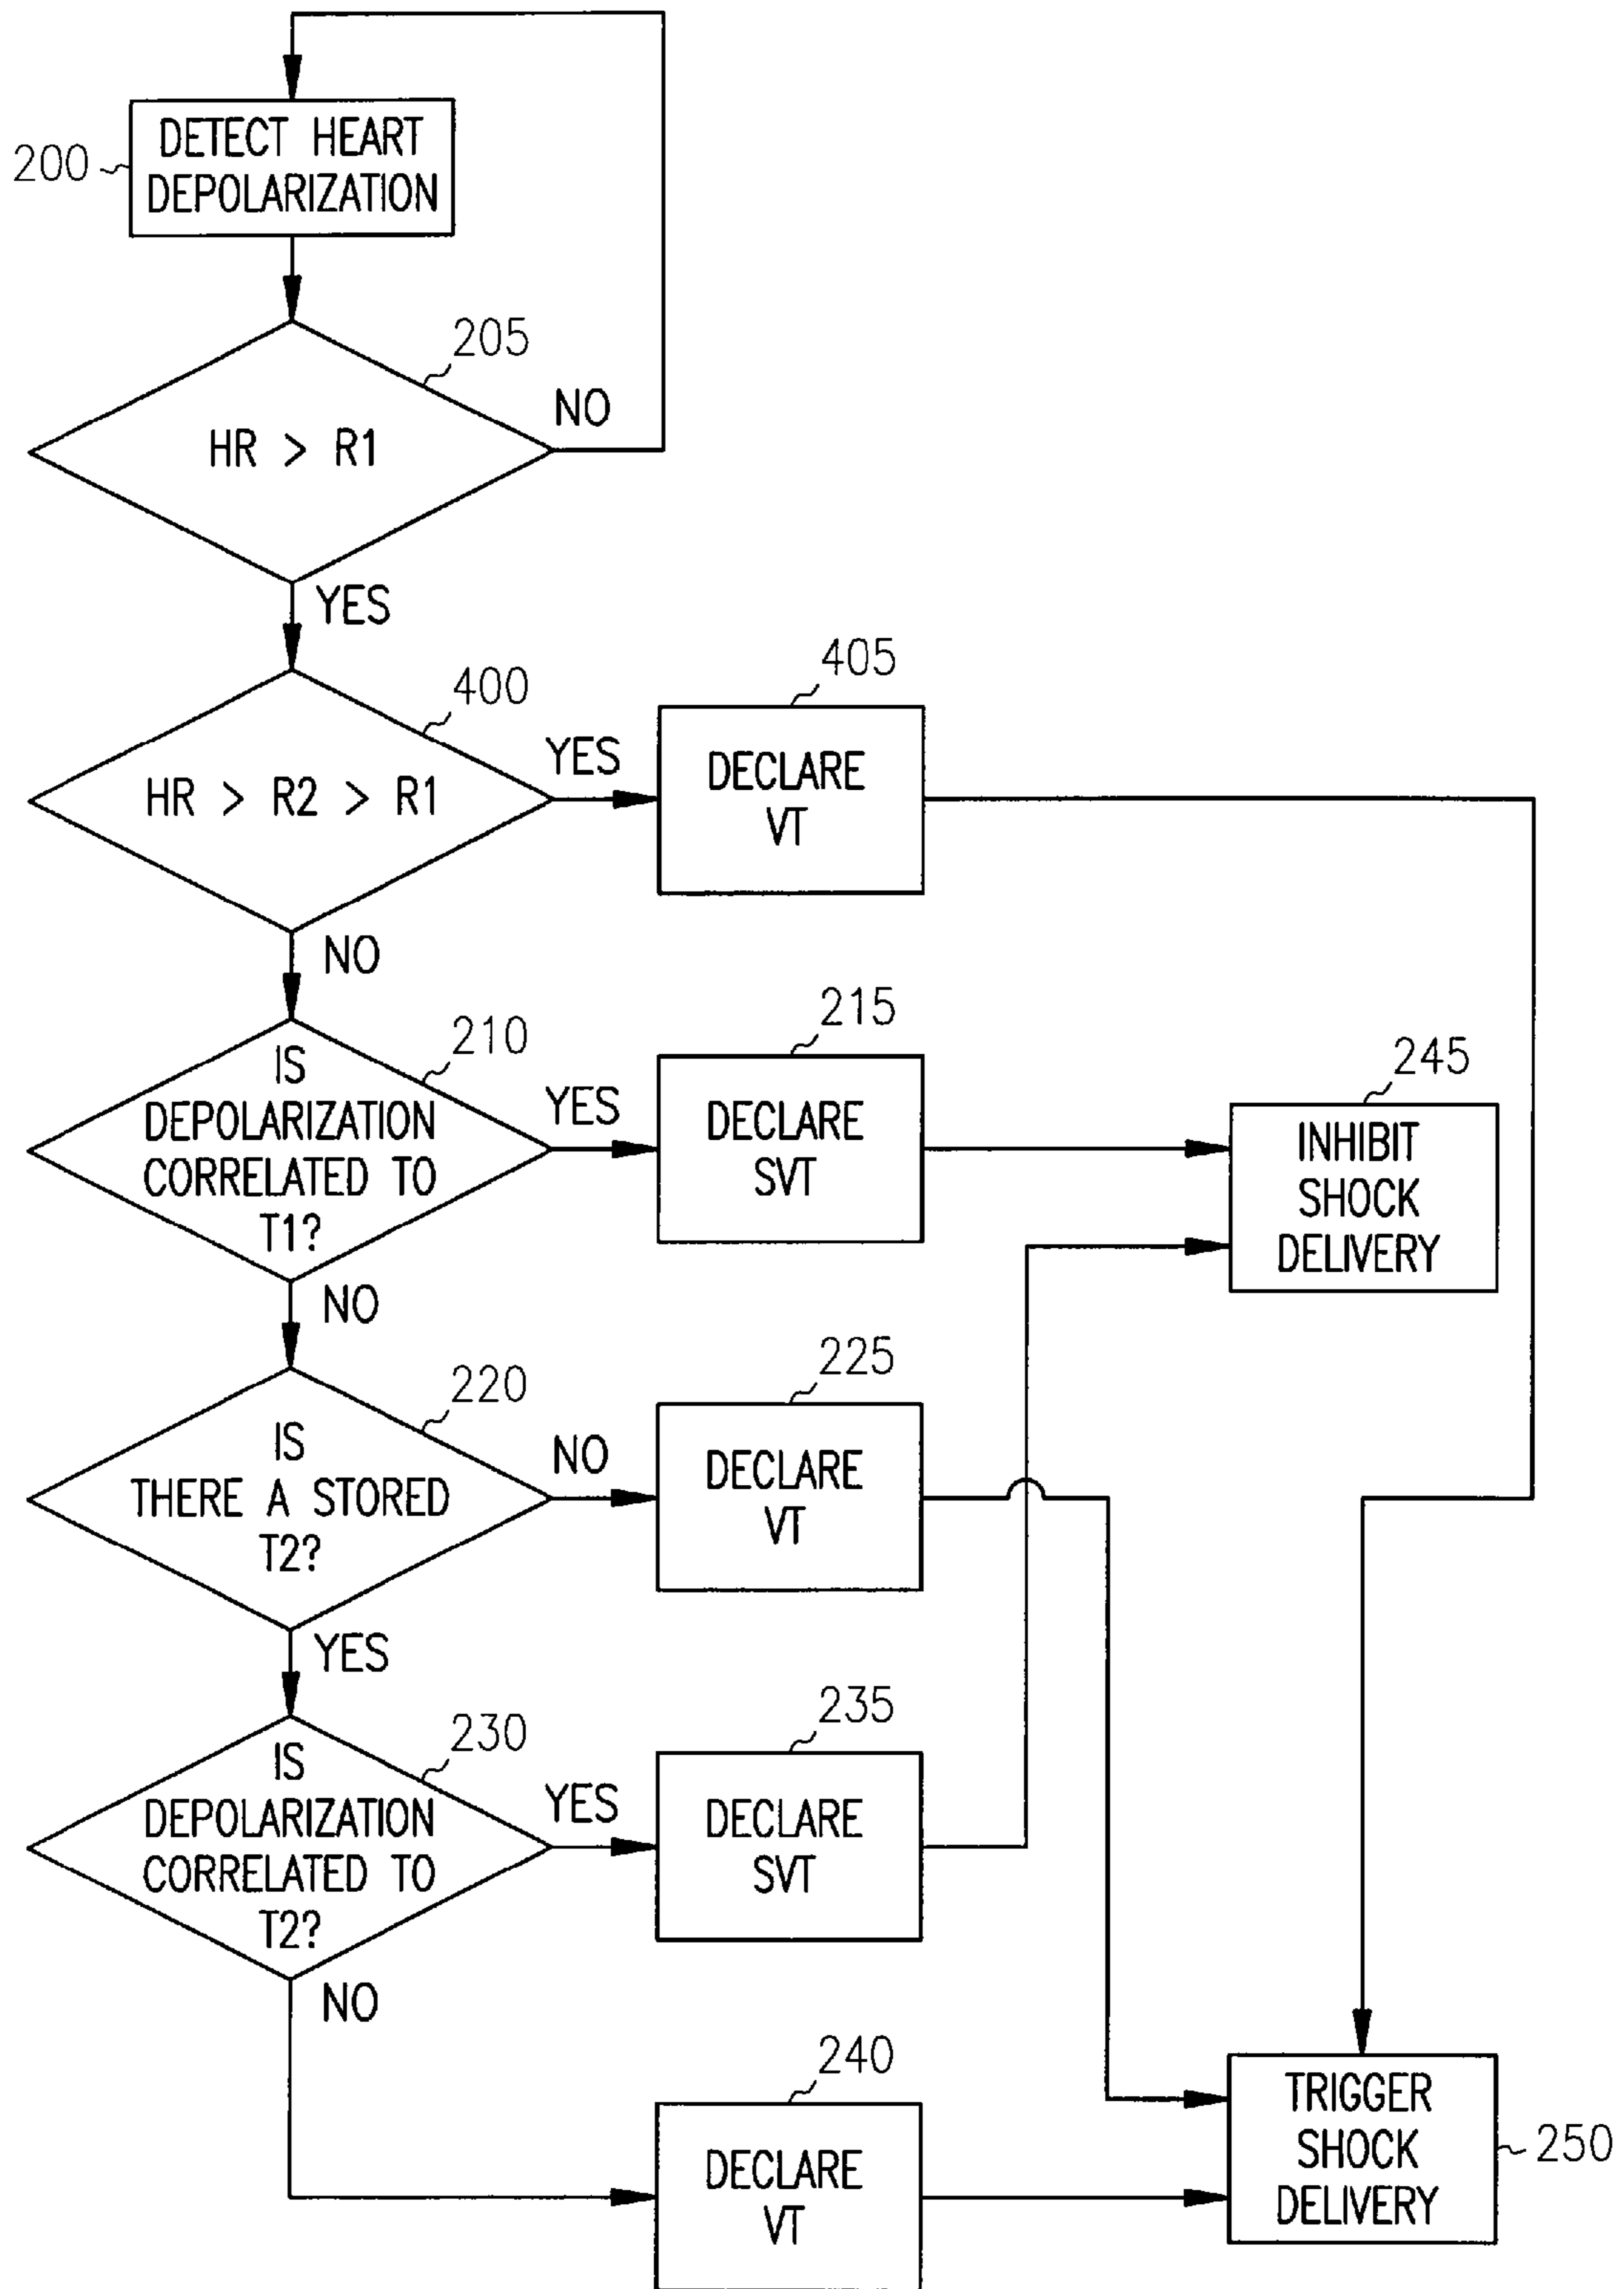 200
DETECT HEART
DEPOLARIZATION
205
HR > R1
NO
YES
400
HR > R2 > R1
YES
405
DECLARE
VT
NO
210
IS
DEPOLARIZATION
CORRELATED TO
T1?
YES
215
DECLARE
SVT
245
INHIBIT
SHOCK
DELIVERY
NO
220
IS
THERE A STORED
T2?
NO
225
DECLARE
VT
YES
230
IS
DEPOLARIZATION
CORRELATED TO
T2?
YES
235
DECLARE
SVT
NO
240
DECLARE
VT
TRIGGER
SHOCK
DELIVERY
250